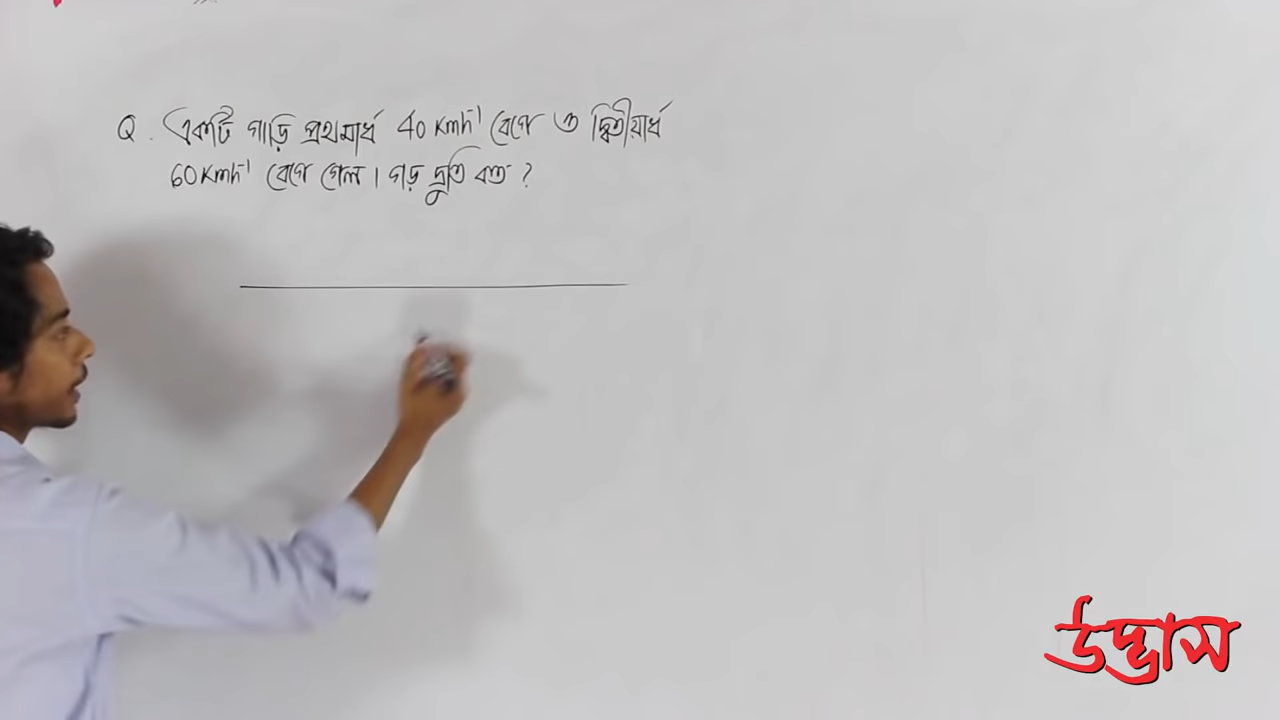 Q. একটি গাড়ি প্রথমার্ধ 40 kmh⁻¹ বেগে ও দ্বিতীয়ার্ধ
60 kmh⁻¹ বেগে গেল। গড় দ্রুতি কত?
উদ্ভাস